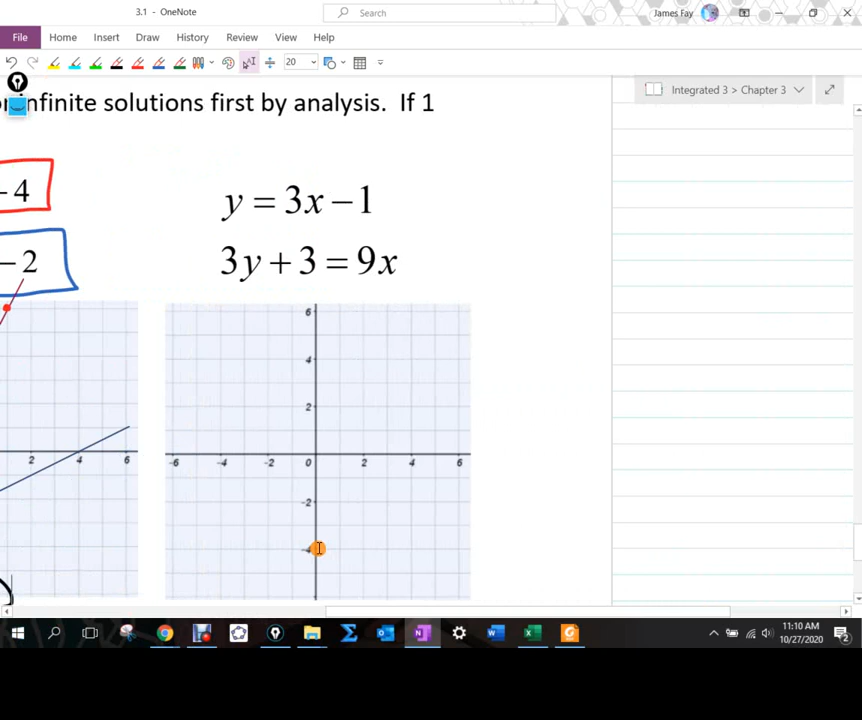 3.1 - OneNote
Search
James Fay
File Home Insert Draw History Review View Help
20
Integrated 3 > Chapter 3
or infinite solutions first by analysis. If 1
- 4
y = 3x − 1
- 2
3y + 3 = 9x
2 4 6
6
4
2
-6 -4 -2 0 2 4 6
-2
-4
11:10 AM
10/27/2020
2